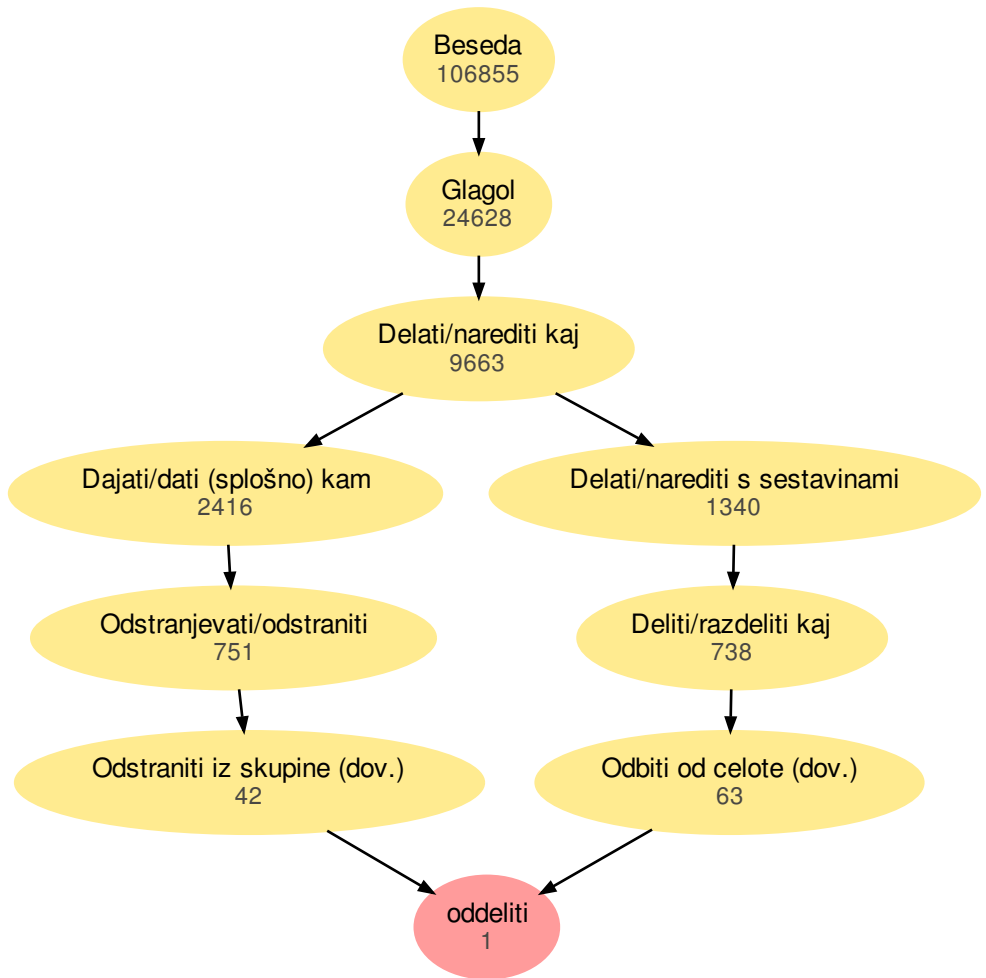 Beseda
106855
Glagol
24628
Delati/narediti kaj
9663
Dajati/dati (splošno) kam
2416
Delati/narediti s sestavinami
1340
Odstranjevati/odstraniti
751
Deliti/razdeliti kaj
738
Odstraniti iz skupine (dov.)
42
Odbiti od celote (dov.)
63
oddeliti
1